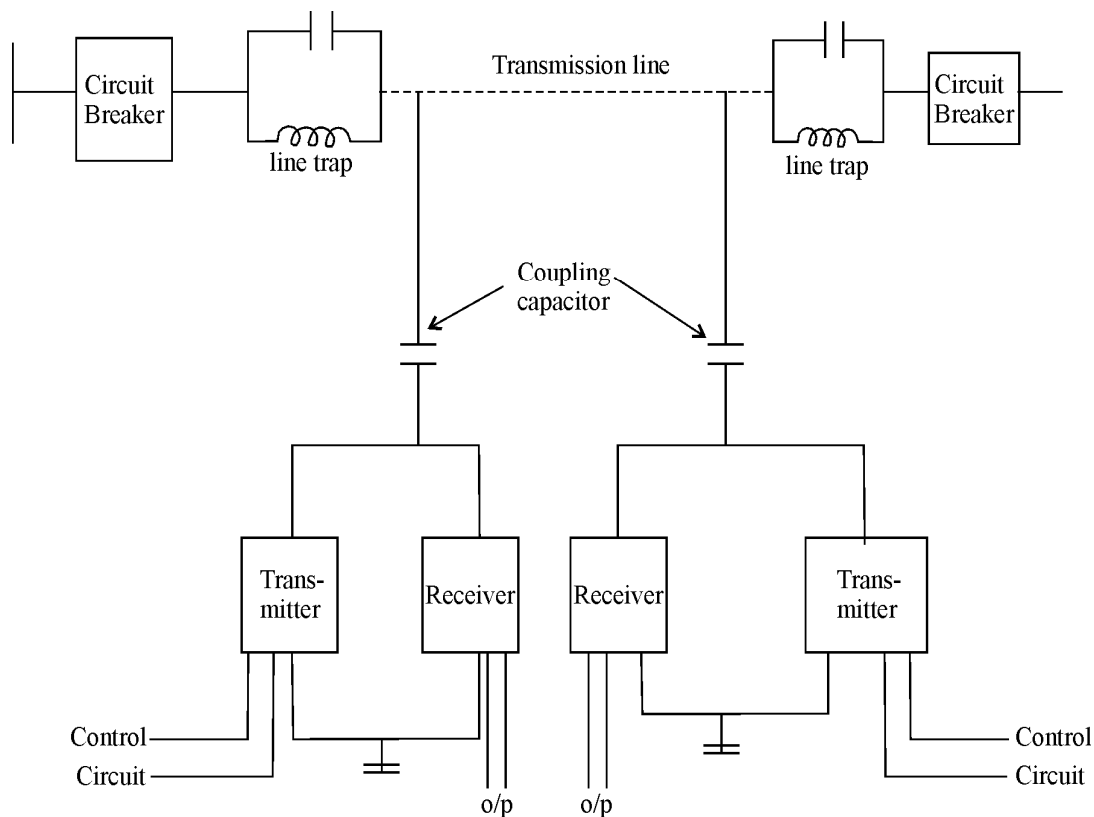 Transmission line
Circuit
Breaker
Circuit
Breaker
line trap
line trap
Coupling
capacitor
Trans-
mitter
Receiver
Receiver
Trans-
mitter
Control
Circuit
Control
Circuit
o/p
o/p